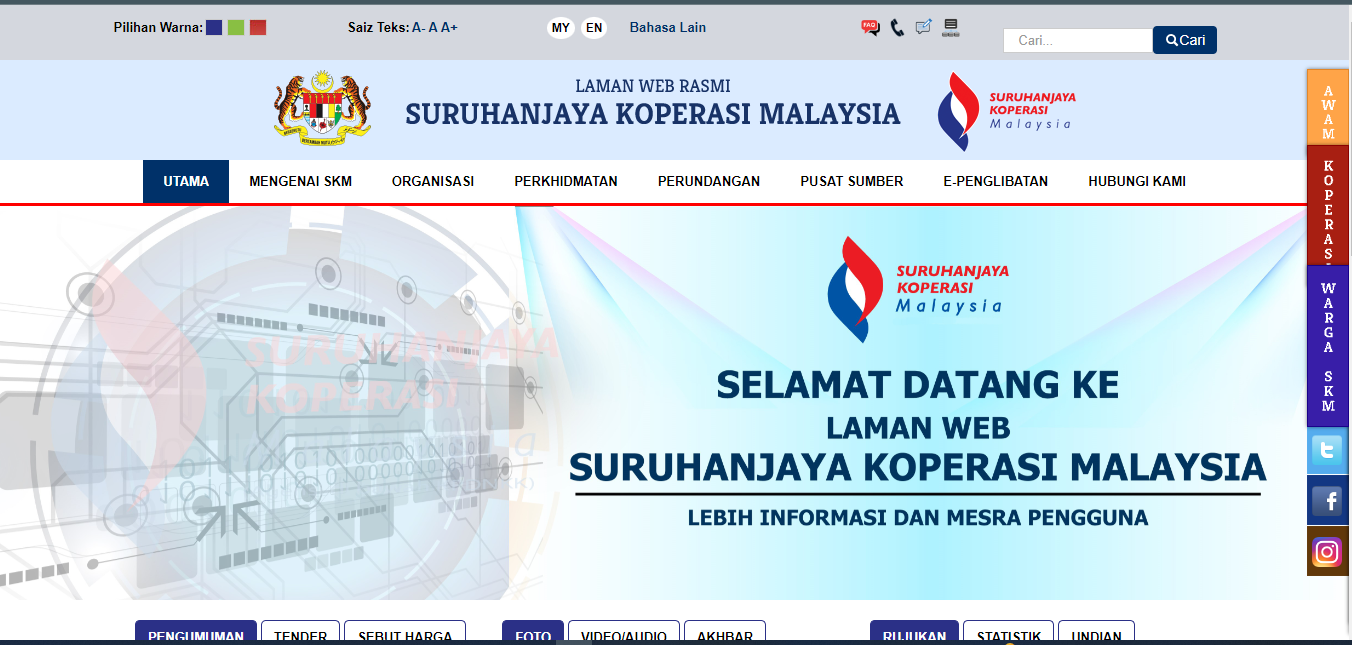 Pilihan Warna:
Saiz Teks: A- A A+
MY EN Bahasa Lain
FAQ
Cari...
Cari
LAMAN WEB RASMI
SURUHANJAYA KOPERASI MALAYSIA
SURUHANJAYA
KOPERASI
Malaysia
UTAMA MENGENAI SKM ORGANISASI PERKHIDMATAN PERUNDANGAN PUSAT SUMBER E-PENGLIBATAN HUBUNGI KAMI
AWAM
KOPERASI
WARGA SKM
SURUHANJAYA
KOPERASI
SURUHANJAYA
KOPERASI
Malaysia
SELAMAT DATANG KE
LAMAN WEB
SURUHANJAYA KOPERASI MALAYSIA
LEBIH INFORMASI DAN MESRA PENGGUNA
PENGUMUMAN TENDER SEBUT HARGA FOTO VIDEO/AUDIO AKHBAR RUJUKAN STATISTIK UNDIAN